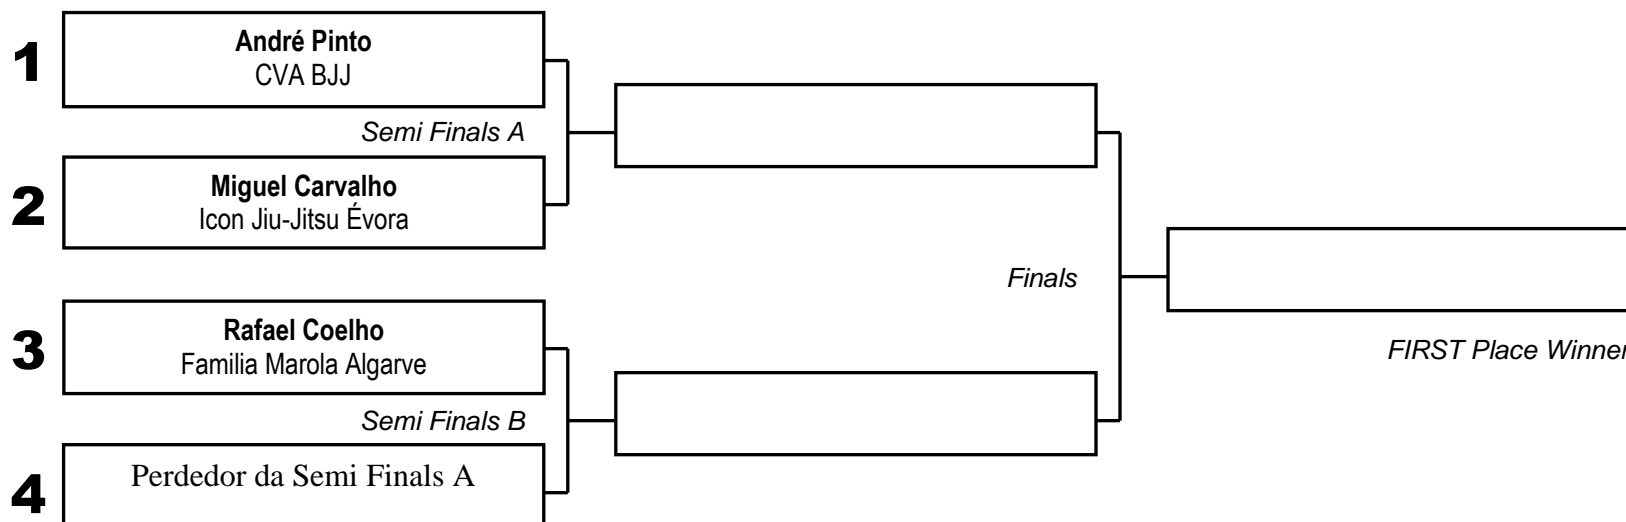 1
André Pinto
CVA BJJ
Semi Finals A
2
Miguel Carvalho
Icon Jiu-Jitsu Évora
3
Rafael Coelho
Familia Marola Algarve
Semi Finals B
4
Perdedor da Semi Finals A
Finals
FIRST Place Winner